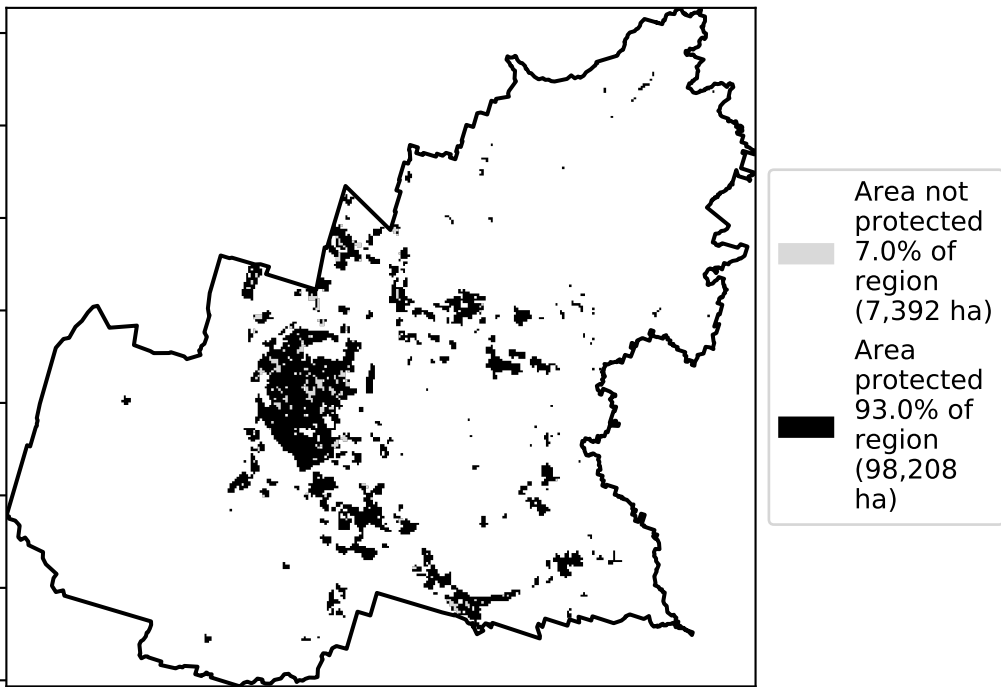 Area not
protected
7.0% of
region
(7,392 ha)
Area
protected
93.0% of
region
(98,208
ha)